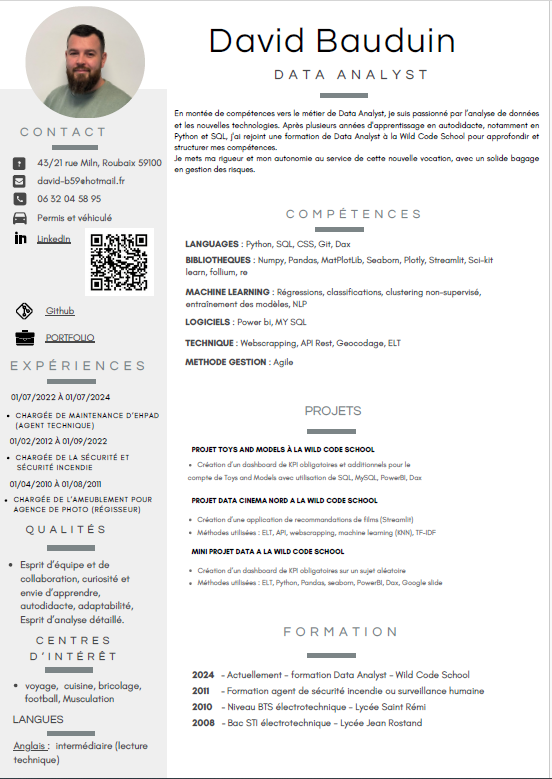 David Bauduin
DATA ANALYST
En montée de compétences vers le métier de Data Analyst, je suis passionné par l'analyse de données
et les nouvelles technologies. Après plusieurs années d'apprentissage en autodidacte, notamment en
Python et SQL, j'ai rejoint une formation de Data Analyst à la Wild Code School pour approfondir et
structurer mes compétences.
Je mets ma rigueur et mon autonomie au service de cette nouvelle vocation, avec un solide bagage
en gestion des risques.
CONTACT
43/21 rue Miln, Roubaix 59100
david-b59@hotmail.fr
06 32 04 58 95
Permis et véhiculé
LinkedIn
Github
PORTFOLIO
EXPÉRIENCES
01/07/2022 À 01/07/2024
• CHARGÉE DE MAINTENANCE D'EHPAD
(AGENT TECHNIQUE)
01/02/2012 À 01/09/2022
• CHARGÉE DE LA SÉCURITÉ ET
SÉCURITÉ INCENDIE
01/04/2010 À 01/08/2011
• CHARGÉE DE L'AMEUBLEMENT POUR
AGENCE DE PHOTO (RÉGISSEUR)
QUALITÉS
• Esprit d'équipe et de
collaboration, curiosité et
envie d'apprendre,
autodidacte, adaptabilité,
Esprit d'analyse détaillé.
CENTRES
D'INTÉRÊT
• voyage, cuisine, bricolage,
football, Musculation
LANGUES
Anglais : intermédiaire (lecture
technique)
COMPÉTENCES
LANGUAGES : Python, SQL, CSS, Git, Dax
BIBLIOTHEQUES : Numpy, Pandas, MatPlotLib, Seaborn, Plotly, Streamlit, Sci-kit
learn, follium, re
MACHINE LEARNING : Régressions, classifications, clustering non-supervisé,
entraînement des modèles, NLP
LOGICIELS : Power bi, MY SQL
TECHNIQUE : Webscrapping, API Rest, Geocodage, ELT
METHODE GESTION : Agile
PROJETS
PROJET TOYS AND MODELS À LA WILD CODE SCHOOL
• Création d'un dashboard de KPI obligatoires et additionnels pour le
compte de Toys and Models avec utilisation de SQL, MySQL, PowerBI, Dax
PROJET DATA CINEMA NORD A LA WILD CODE SCHOOL
• Création d'une application de recommandations de films (Streamlit)
• Méthodes utilisées : ELT, API, webscrapping, machine learning (KNN), TF-IDF
MINI PROJET DATA A LA WILD CODE SCHOOL
• Création d'un dashboard de KPI obligatoires sur un sujet aléatoire
• Méthodes utilisées : ELT, Python, Pandas, seaborn, PowerBI, Dax, Google slide
FORMATION
2024 - Actuellement - formation Data Analyst - Wild Code School
2011 - Formation agent de sécurité incendie ou surveillance humaine
2010 - Niveau BTS électrotechnique - Lycée Saint Rémi
2008 - Bac STI électrotechnique - Lycée Jean Rostand